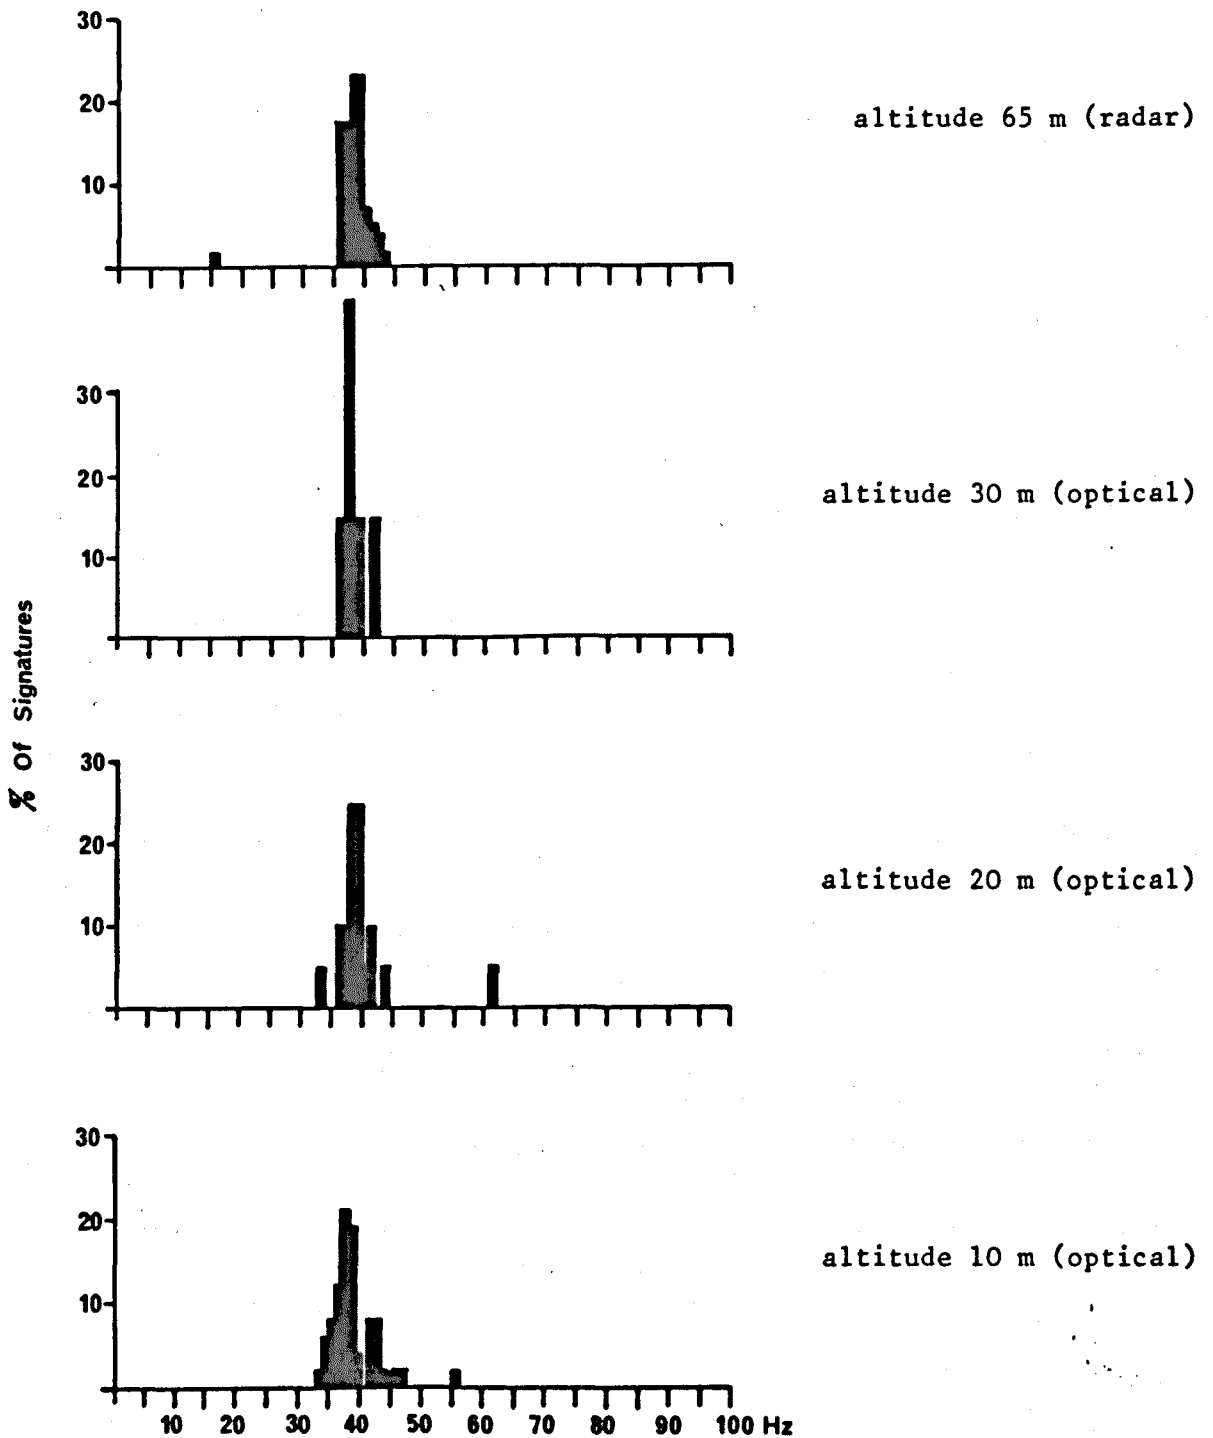 30
20
10
altitude 65 m (radar)
30
20
10
altitude 30 m (optical)
% Of Signatures
30
20
10
altitude 20 m (optical)
30
20
10
altitude 10 m (optical)
10 20 30 40 50 60 70 80 90 100 Hz